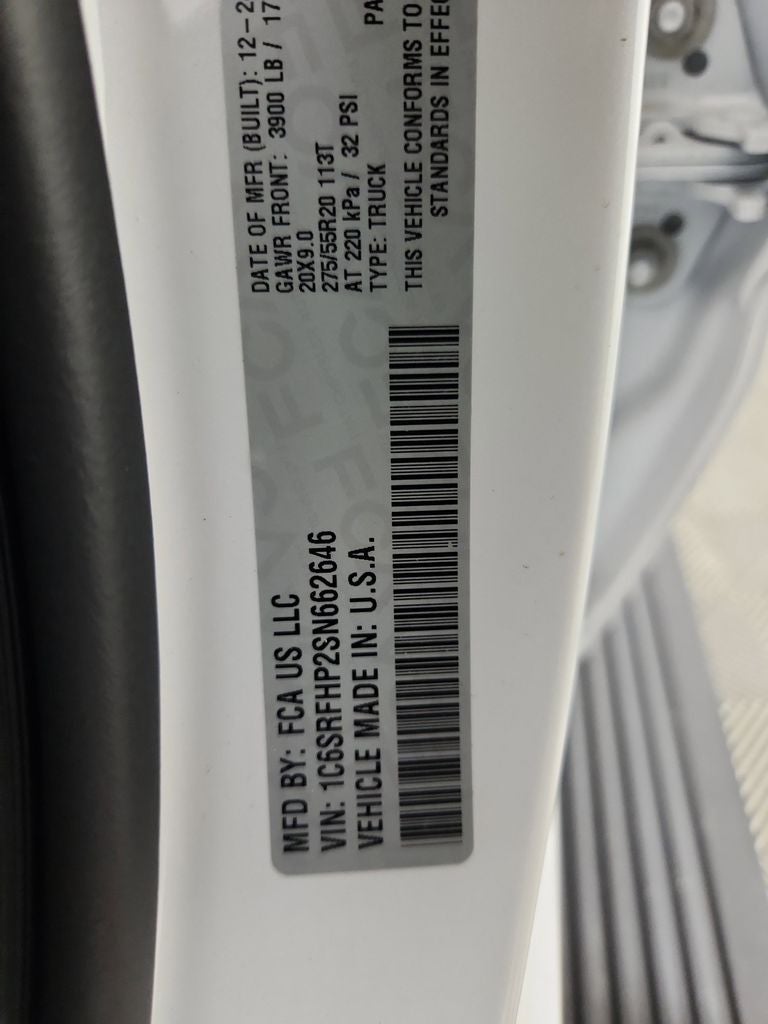 MFD BY: FCA US LLC
VIN: 1C6SRFHP2SN662646
VEHICLE MADE IN: U.S.A.
DATE OF MFR (BUILT): 12-2
GAWR FRONT: 3900 LB / 17
20X9.0
275/55R20 113T
AT 220 kPa / 32 PSI
TYPE: TRUCK PA
THIS VEHICLE CONFORMS TO
STANDARDS IN EFFEC